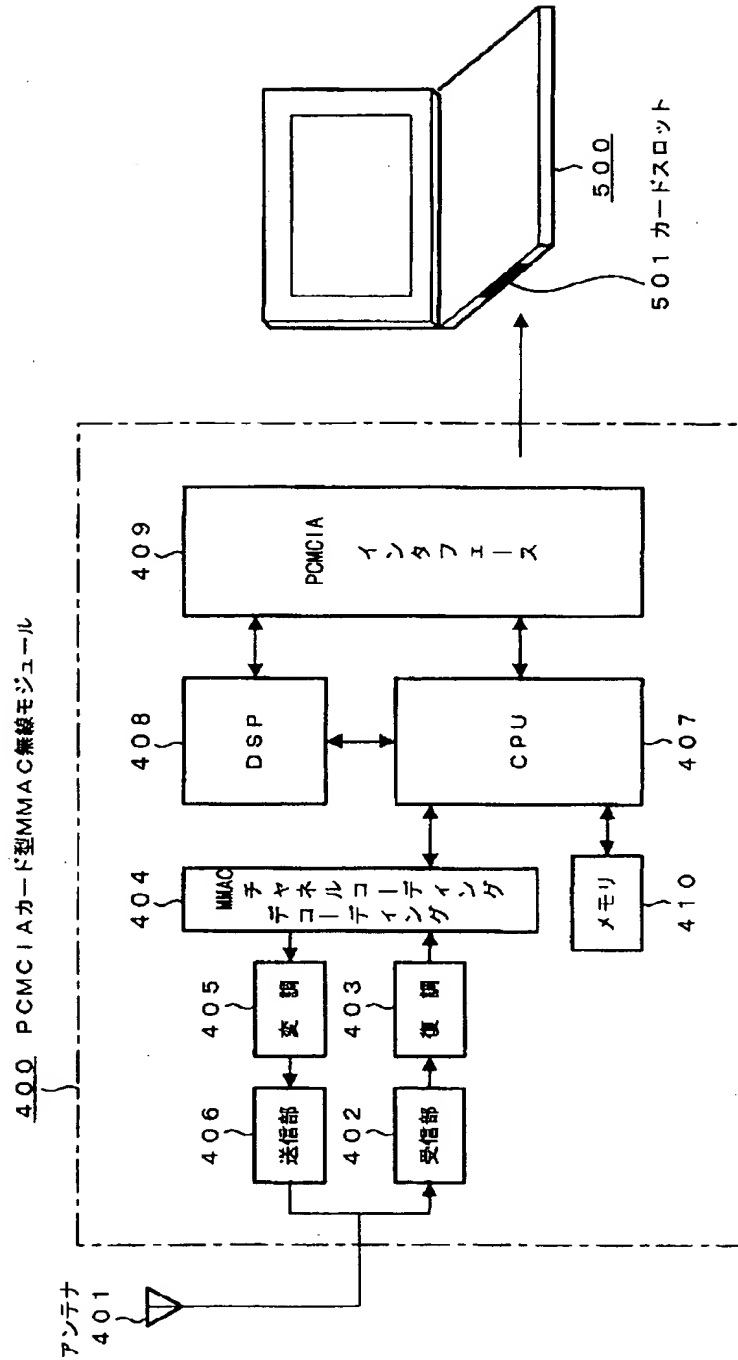 400 PCMCIAカード型MMAC無線モジュール
アンテナ
401
406
送信部
405
変調
402
受信部
403
復調
404
MMAC
チャネルコーディング
デコーディング
408
DSP
CPU
407
メモリ
410
409
PCMCIA
インタフェース
501 カードスロット
500